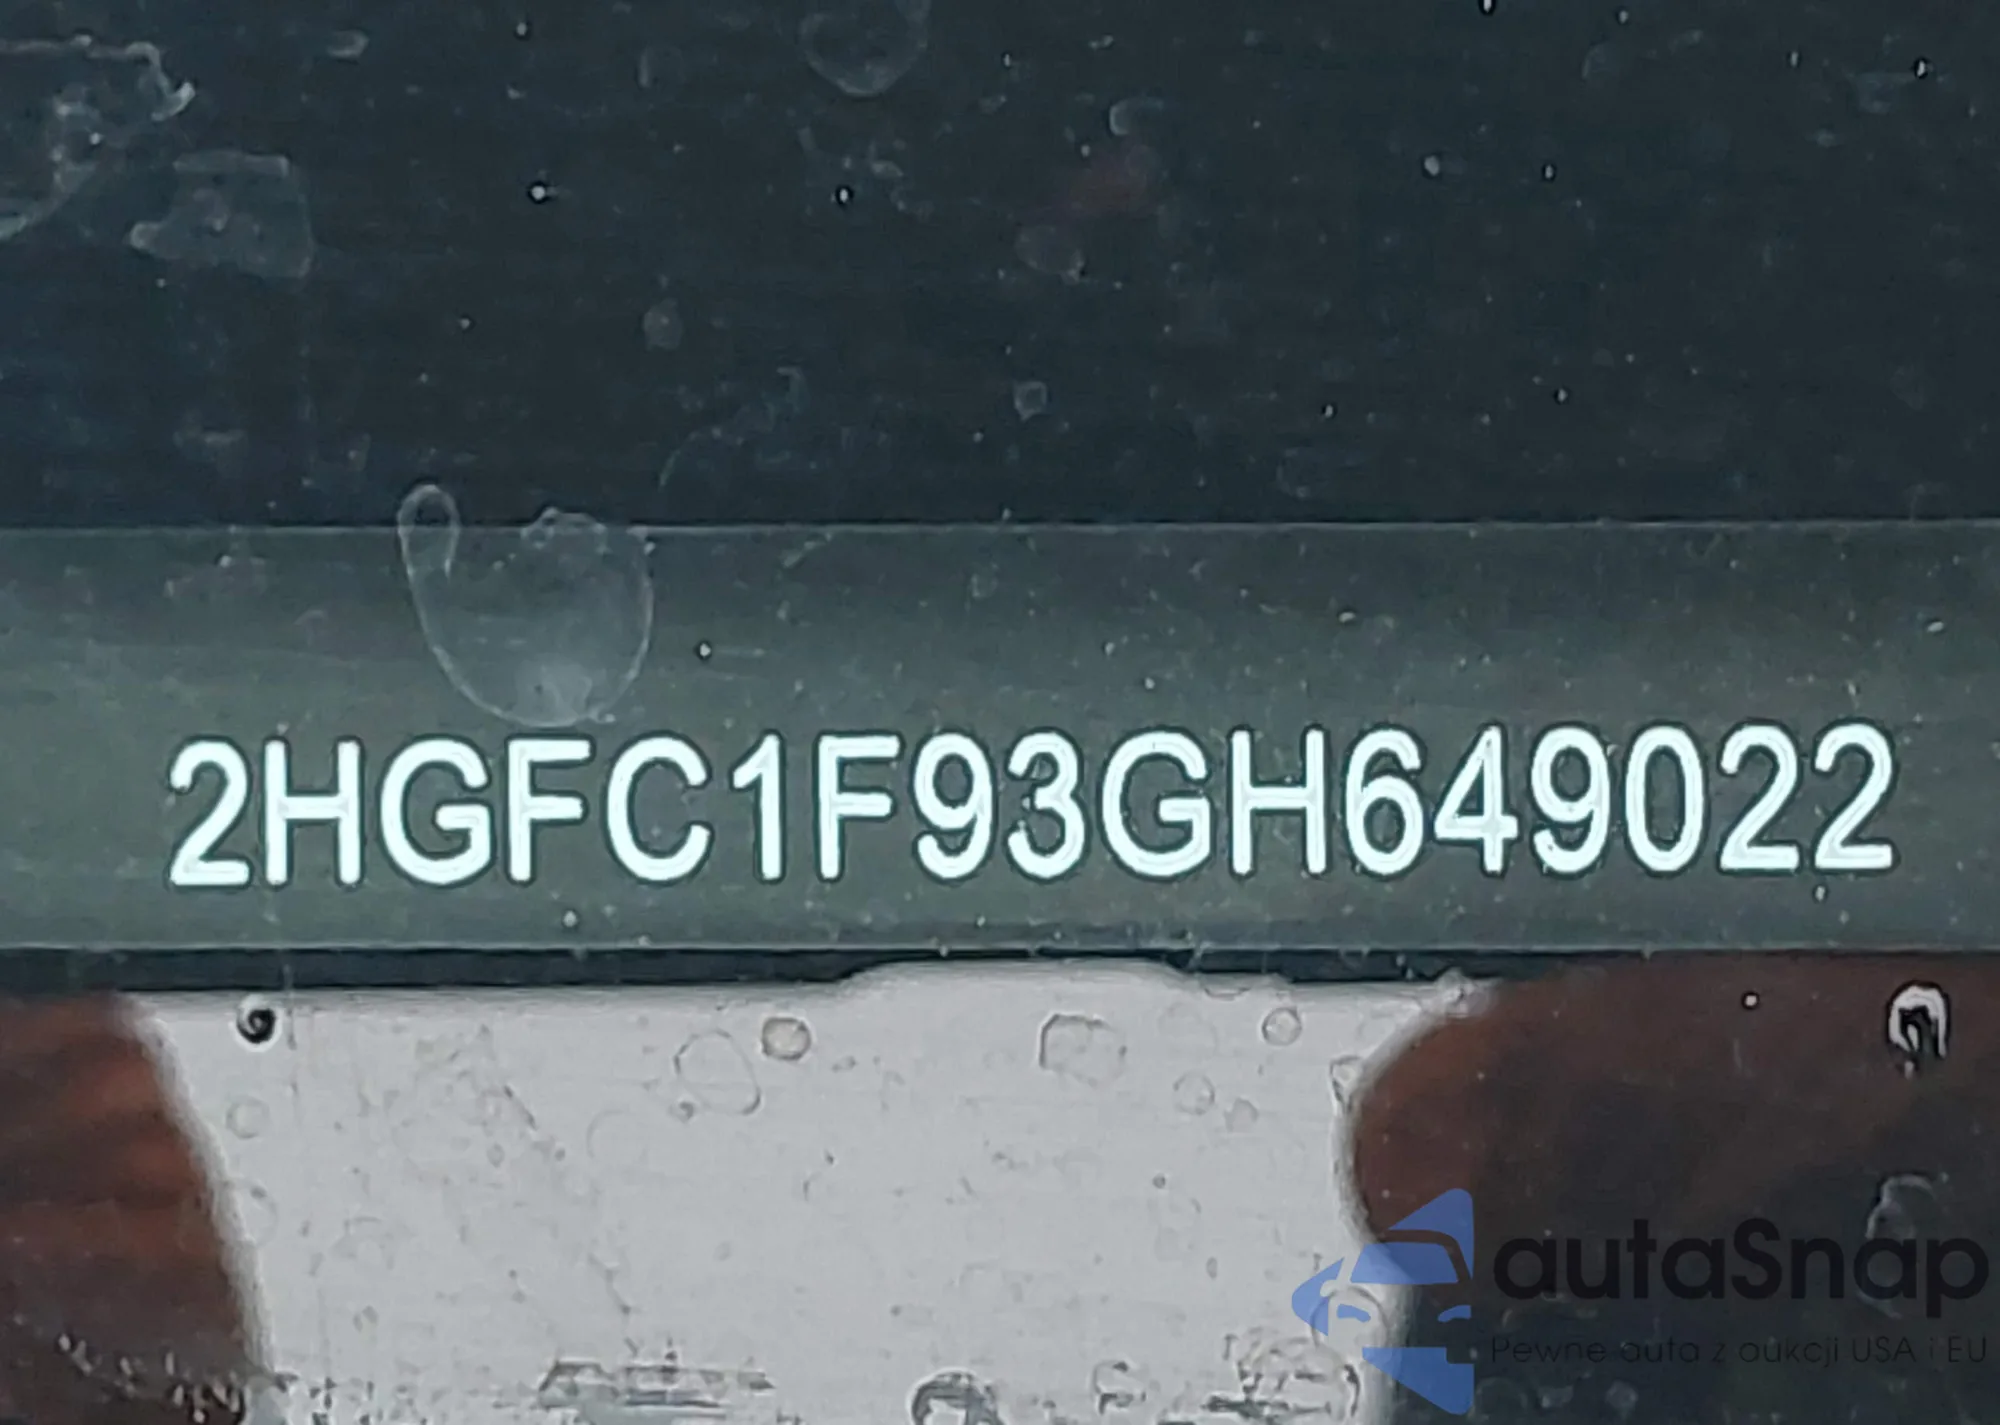 2HGFC1F93GH649022
autaSnap
Pewne auta z aukcji USA i EU